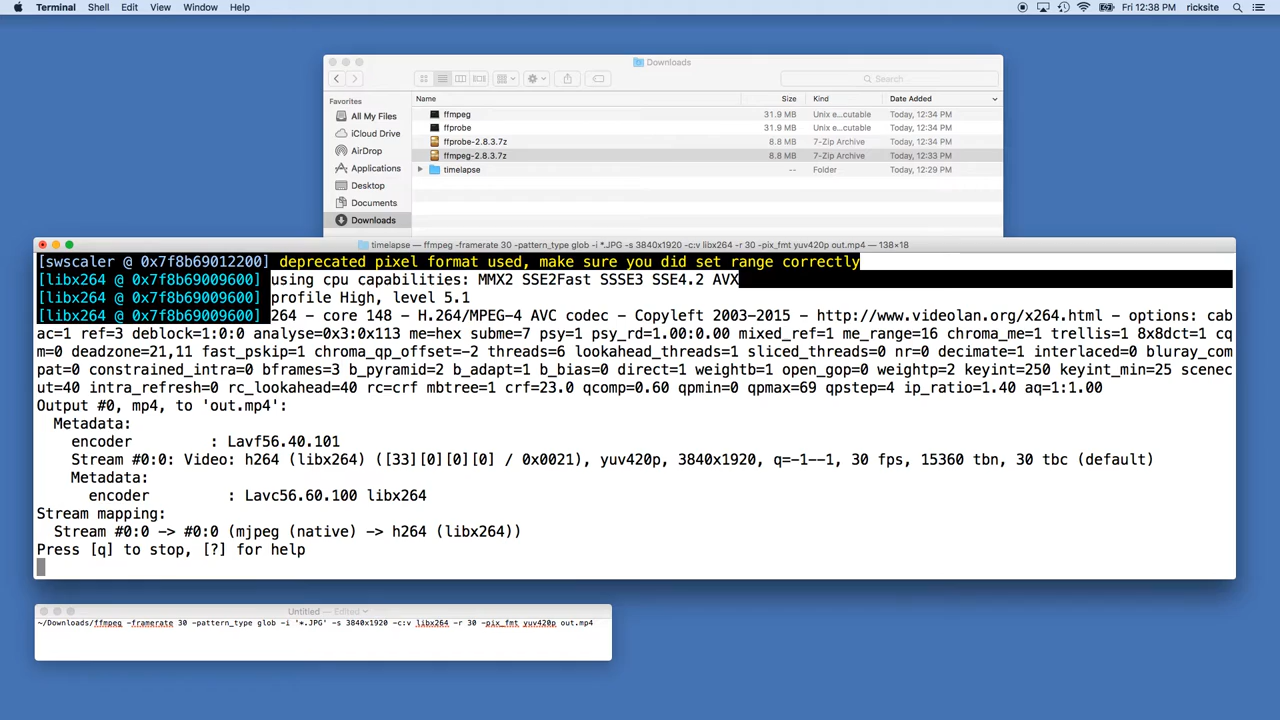 Terminal Shell Edit View Window Help Fri 12:38 PM ricksite
Downloads
Search
Favorites
All My Files
iCloud Drive
AirDrop
Applications
Desktop
Documents
Downloads
Name Size Kind Date Added
ffmpeg 31.9 MB Unix e...cutable Today, 12:34 PM
ffprobe 31.9 MB Unix e...cutable Today, 12:34 PM
ffprobe-2.8.3.7z 8.8 MB 7-Zip Archive Today, 12:34 PM
ffmpeg-2.8.3.7z 8.8 MB 7-Zip Archive Today, 12:33 PM
timelapse -- Folder Today, 12:29 PM
timelapse — ffmpeg -framerate 30 -pattern_type glob -i *.JPG -s 3840x1920 -c:v libx264 -r 30 -pix_fmt yuv420p out.mp4 — 138×18
[swscaler @ 0x7f8b69012200] deprecated pixel format used, make sure you did set range correctly
[libx264 @ 0x7f8b69009600] using cpu capabilities: MMX2 SSE2Fast SSSE3 SSE4.2 AVX
[libx264 @ 0x7f8b69009600] profile High, level 5.1
[libx264 @ 0x7f8b69009600] 264 - core 148 - H.264/MPEG-4 AVC codec - Copyleft 2003-2015 - http://www.videolan.org/x264.html - options: cab
ac=1 ref=3 deblock=1:0:0 analyse=0x3:0x113 me=hex subme=7 psy=1 psy_rd=1.00:0.00 mixed_ref=1 me_range=16 chroma_me=1 trellis=1 8x8dct=1 cq
m=0 deadzone=21,11 fast_pskip=1 chroma_qp_offset=-2 threads=6 lookahead_threads=1 sliced_threads=0 nr=0 decimate=1 interlaced=0 bluray_com
pat=0 constrained_intra=0 bframes=3 b_pyramid=2 b_adapt=1 b_bias=0 direct=1 weightb=1 open_gop=0 weightp=2 keyint=250 keyint_min=25 scenec
ut=40 intra_refresh=0 rc_lookahead=40 rc=crf mbtree=1 crf=23.0 qcomp=0.60 qpmin=0 qpmax=69 qpstep=4 ip_ratio=1.40 aq=1:1.00
Output #0, mp4, to 'out.mp4':
Metadata:
encoder : Lavf56.40.101
Stream #0:0: Video: h264 (libx264) ([33][0][0][0] / 0x0021), yuv420p, 3840x1920, q=-1--1, 30 fps, 15360 tbn, 30 tbc (default)
Metadata:
encoder : Lavc56.60.100 libx264
Stream mapping:
Stream #0:0 -> #0:0 (mjpeg (native) -> h264 (libx264))
Press [q] to stop, [?] for help
Untitled — Edited
~/Downloads/ffmpeg -framerate 30 -pattern_type glob -i '*.JPG' -s 3840x1920 -c:v libx264 -r 30 -pix_fmt yuv420p out.mp4